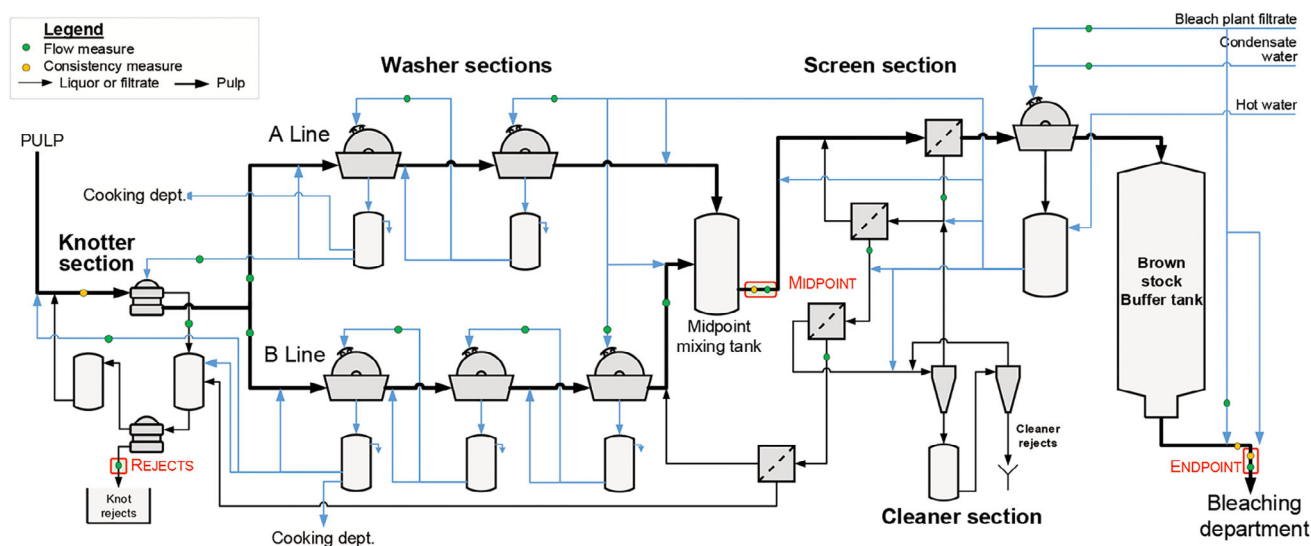 Legend
Flow measure
Consistency measure
Liquor or filtrate
Pulp
Washer sections
Screen section
Bleach plant filtrate
Condensate
water
Hot water
PULP
A Line
Cooking dept.
Knotter
section
MIDPOINT
Midpoint
mixing tank
Brown
stock
Buffer tank
B Line
REJECTS
Knot
rejects
Cooking dept.
Cleaner
rejects
Cleaner section
ENDPOINT
Bleaching
department